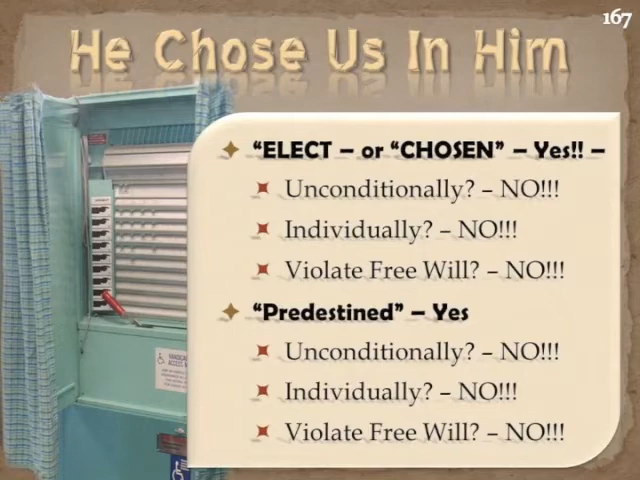 167
He Chose Us In Him
“ELECT – or “CHOSEN” – Yes!! –
Unconditionally? – NO!!!
Individually? – NO!!!
Violate Free Will? – NO!!!
“Predestined” – Yes
Unconditionally? – NO!!!
Individually? – NO!!!
Violate Free Will? – NO!!!